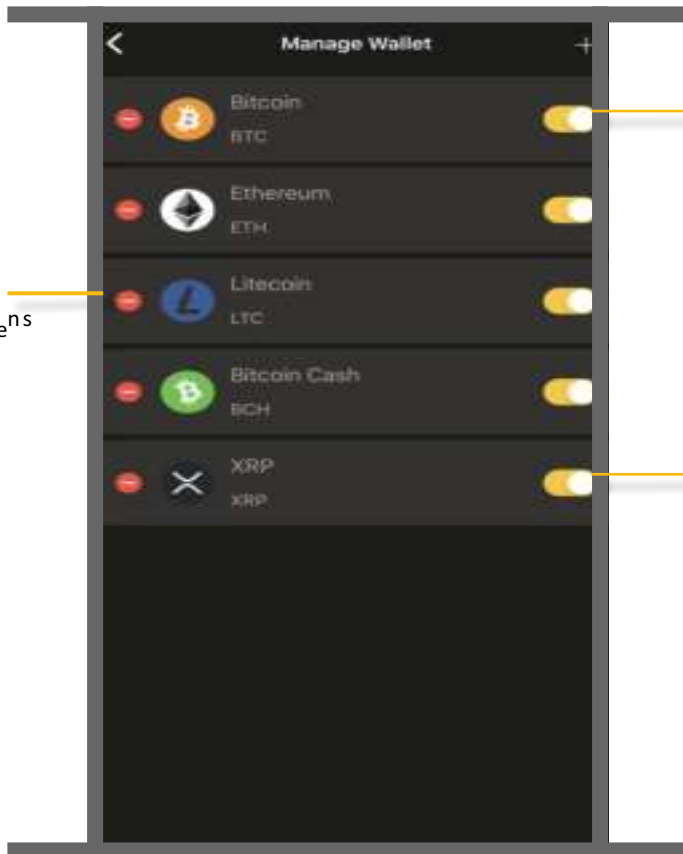 Manage Wallet
Bitcoin
BTC
Ethereum
ETH
Litecoin
LTC
Bitcoin Cash
BCH
XRP
XRP